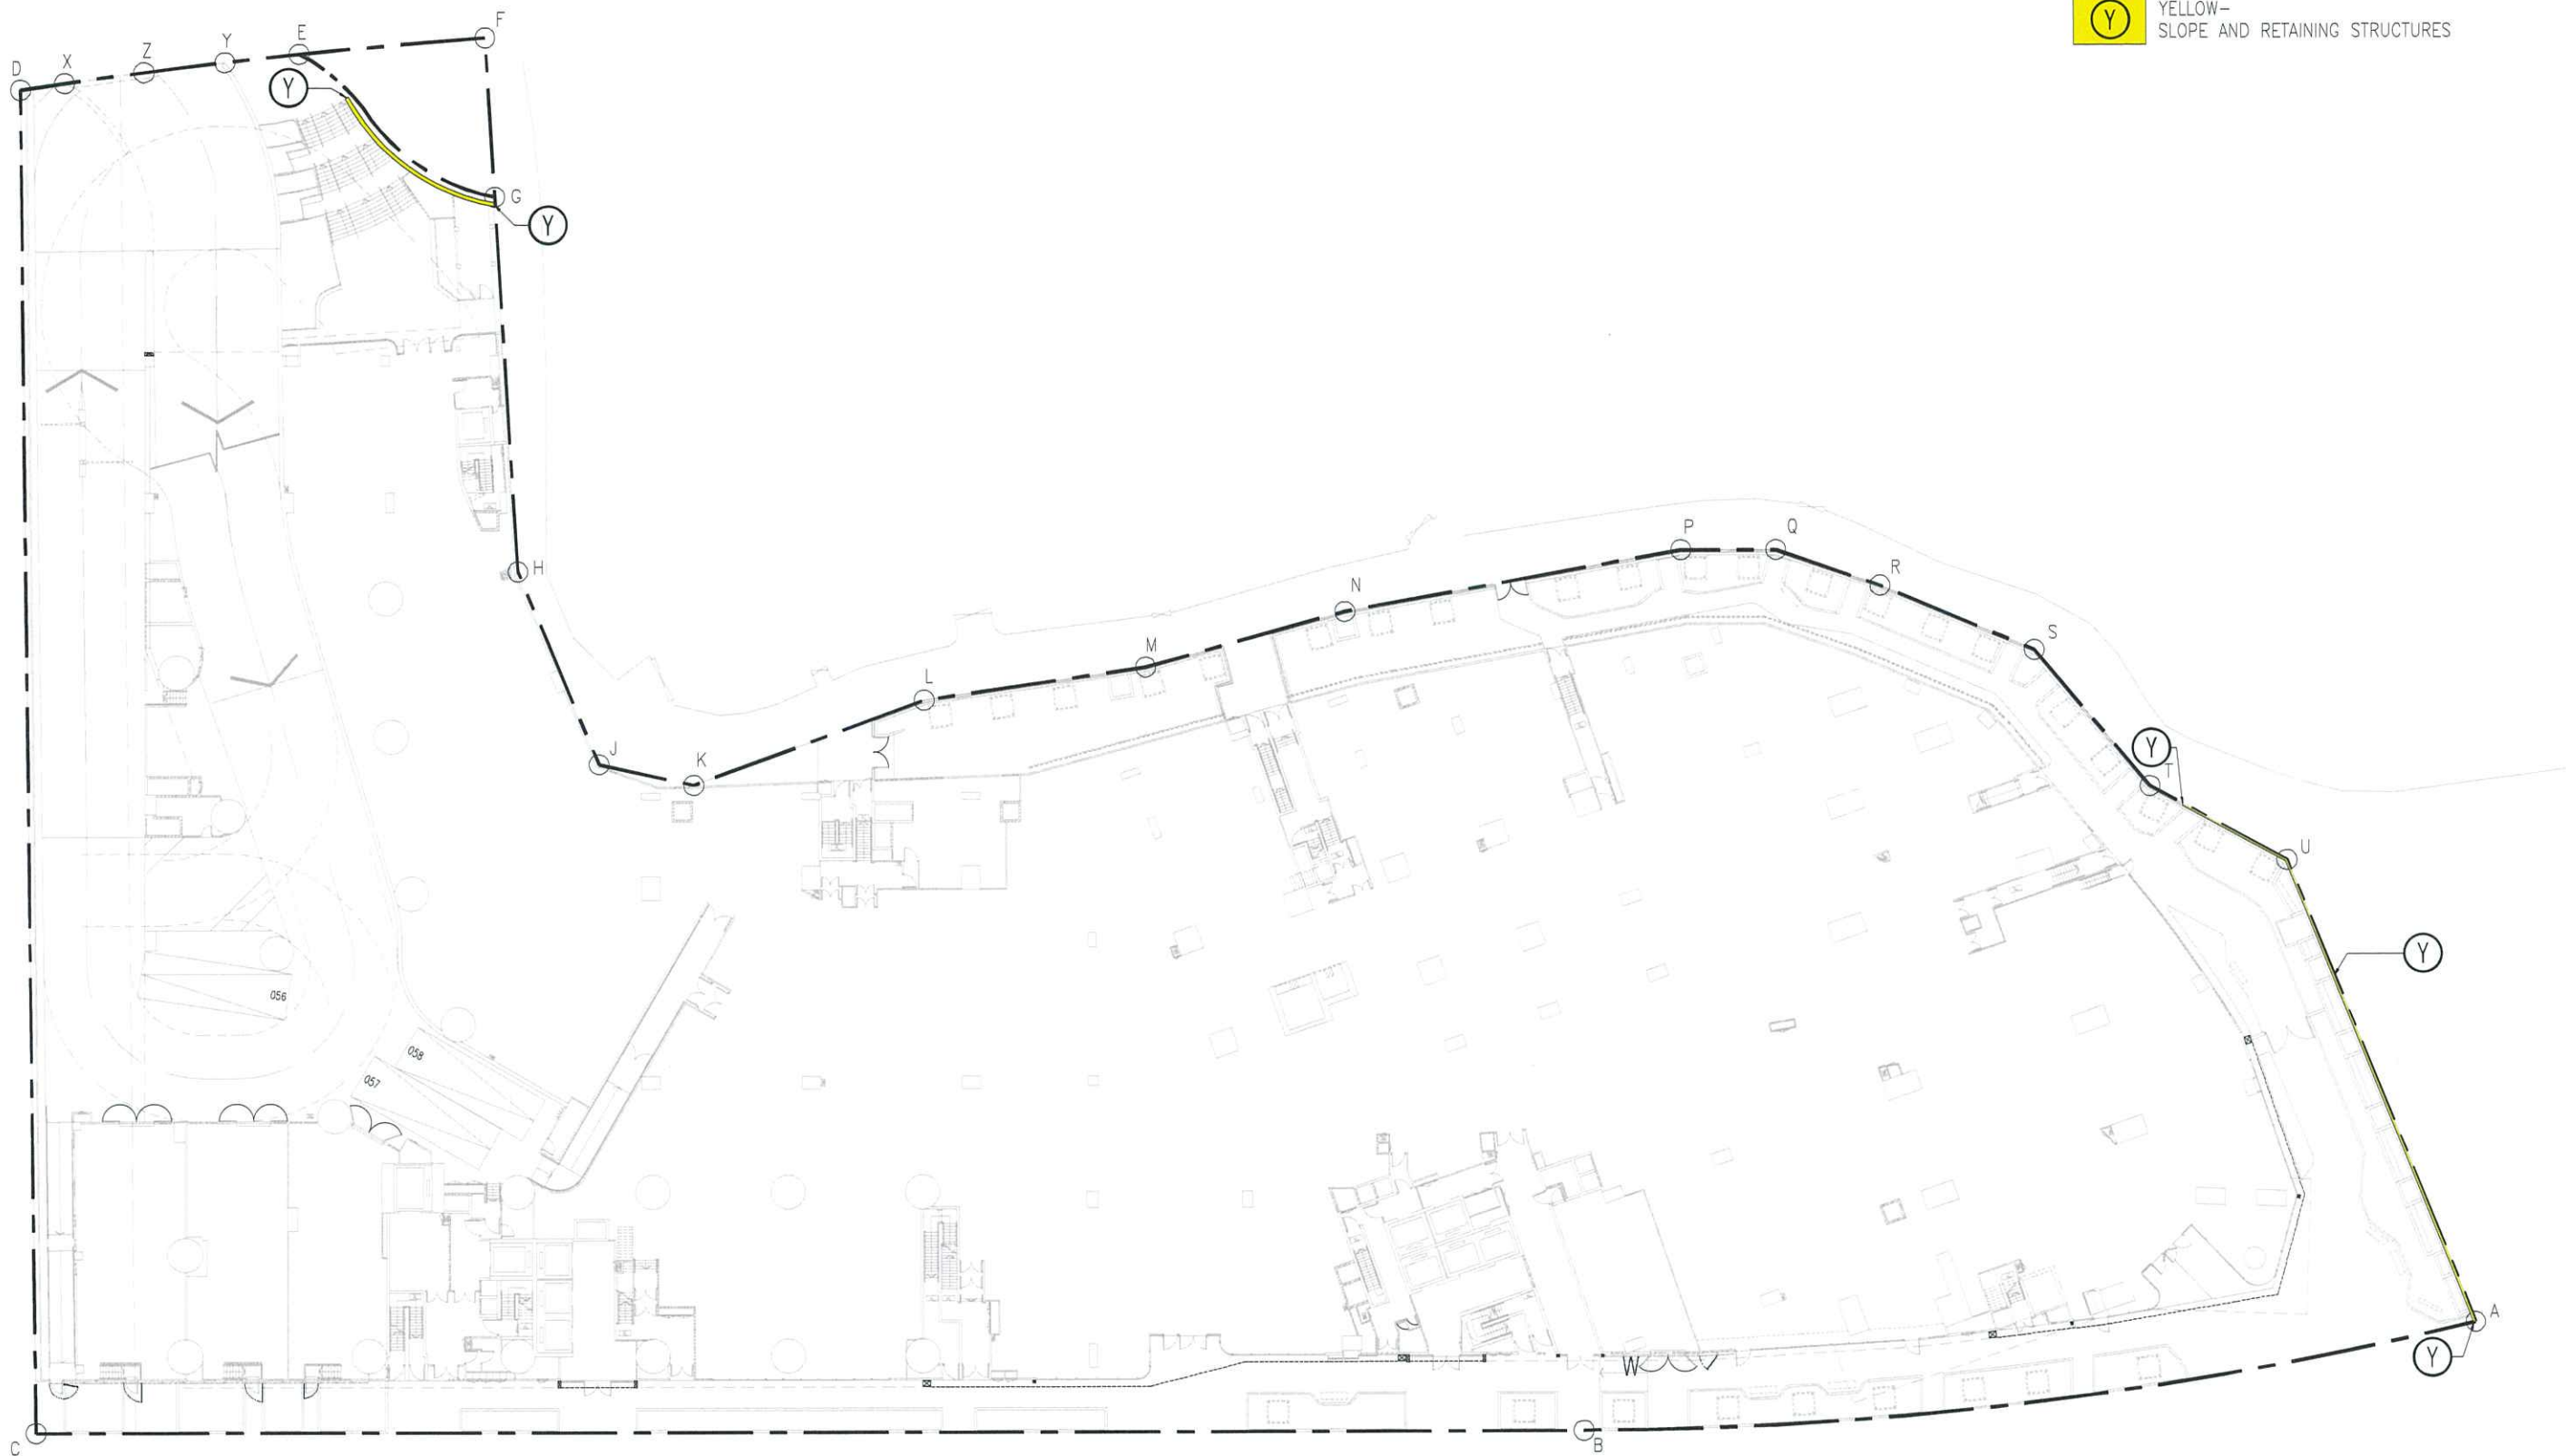 Y
YELLOW–
SLOPE AND RETAINING STRUCTURES
F
E
Y
Z
X
D
Y
G
Y
H
P
Q
R
N
S
M
L
J
K
Y
T
U
Y
056
058
057
A
W
Y
B
C